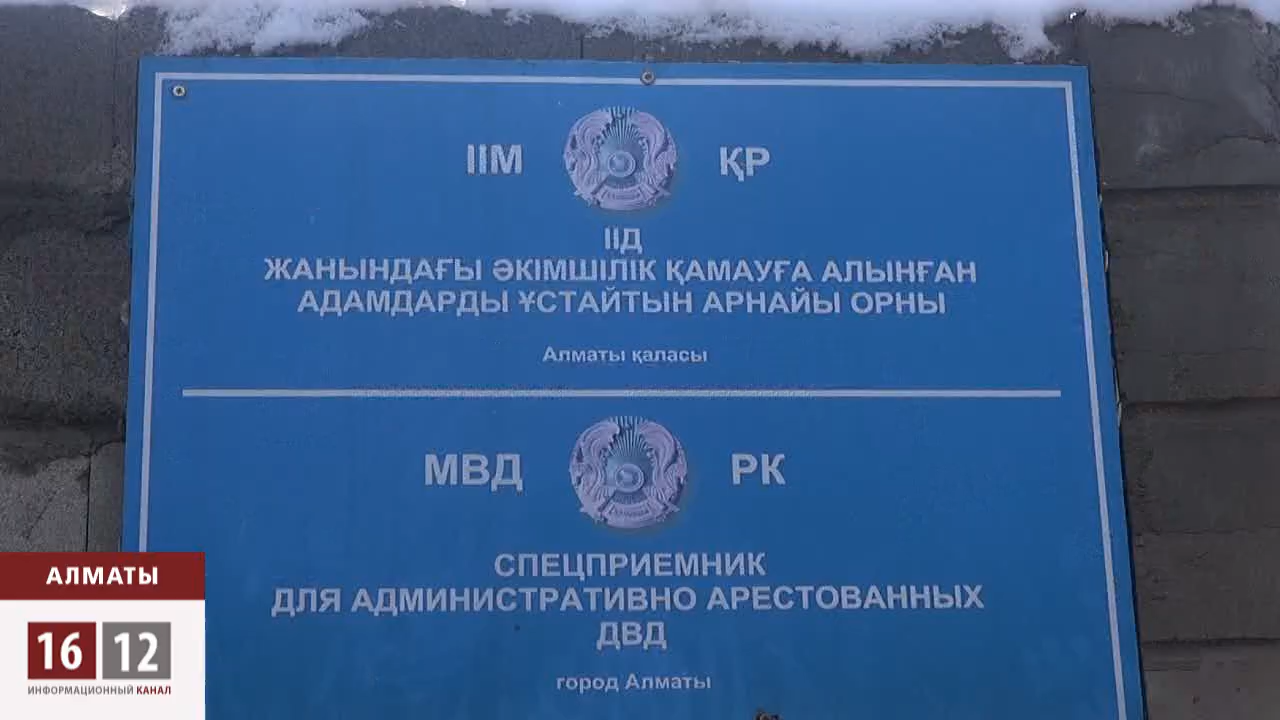 ІІМ ҚР
ІІД
ЖАНЫНДАҒЫ ӘКІМШІЛІК ҚАМАУҒА АЛЫНҒАН
АДАМДАРДЫ ҰСТАЙТЫН АРНАЙЫ ОРНЫ
Алматы қаласы
МВД РК
СПЕЦПРИЕМНИК
ДЛЯ АДМИНИСТРАТИВНО АРЕСТОВАННЫХ
ДВД
город Алматы
АЛМАТЫ
16 12
ИНФОРМАЦИОННЫЙ КАНАЛ